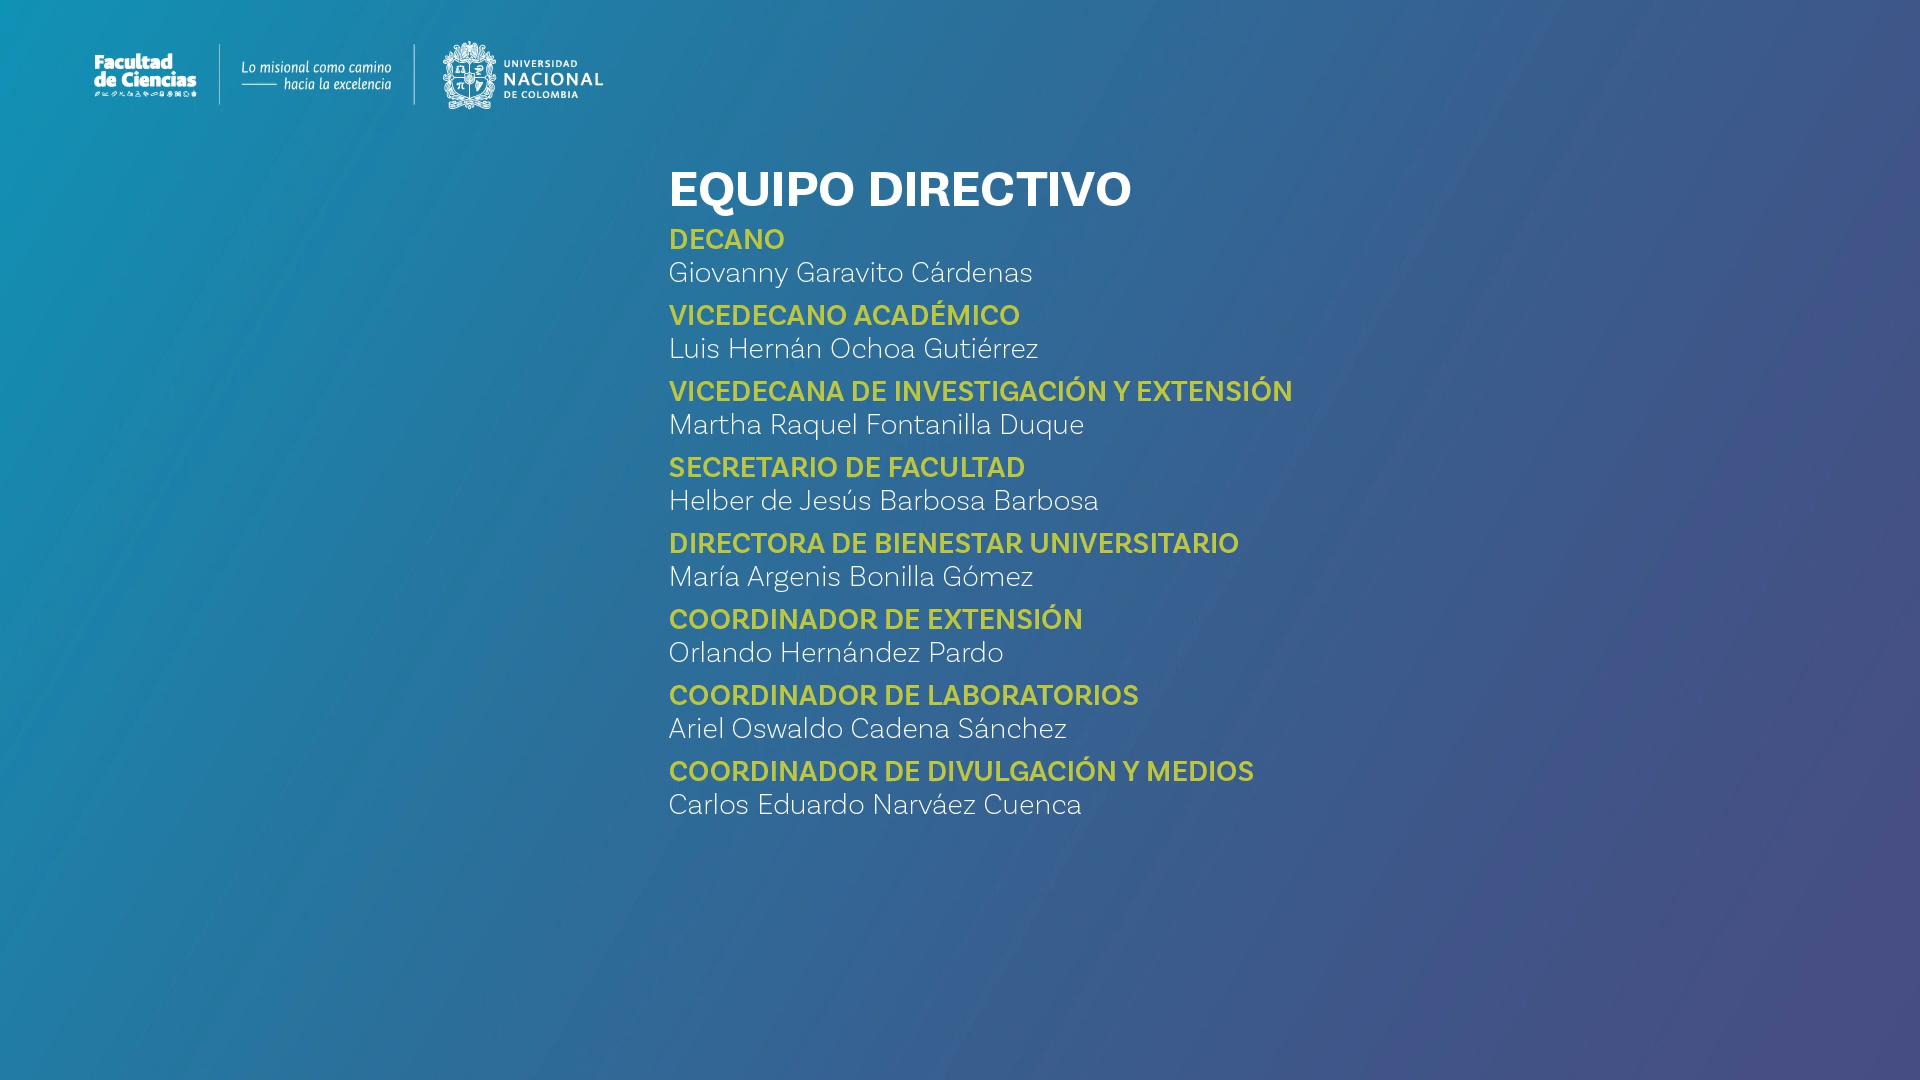 Facultad
de Ciencias
Lo misional como camino
hacia la excelencia
UNIVERSIDAD
NACIONAL
DE COLOMBIA
EQUIPO DIRECTIVO
DECANO
Giovanny Garavito Cárdenas
VICEDECANO ACADÉMICO
Luis Hernán Ochoa Gutiérrez
VICEDECANA DE INVESTIGACIÓN Y EXTENSIÓN
Martha Raquel Fontanilla Duque
SECRETARIO DE FACULTAD
Helber de Jesús Barbosa Barbosa
DIRECTORA DE BIENESTAR UNIVERSITARIO
María Argenis Bonilla Gómez
COORDINADOR DE EXTENSIÓN
Orlando Hernández Pardo
COORDINADOR DE LABORATORIOS
Ariel Oswaldo Cadena Sánchez
COORDINADOR DE DIVULGACIÓN Y MEDIOS
Carlos Eduardo Narváez Cuenca